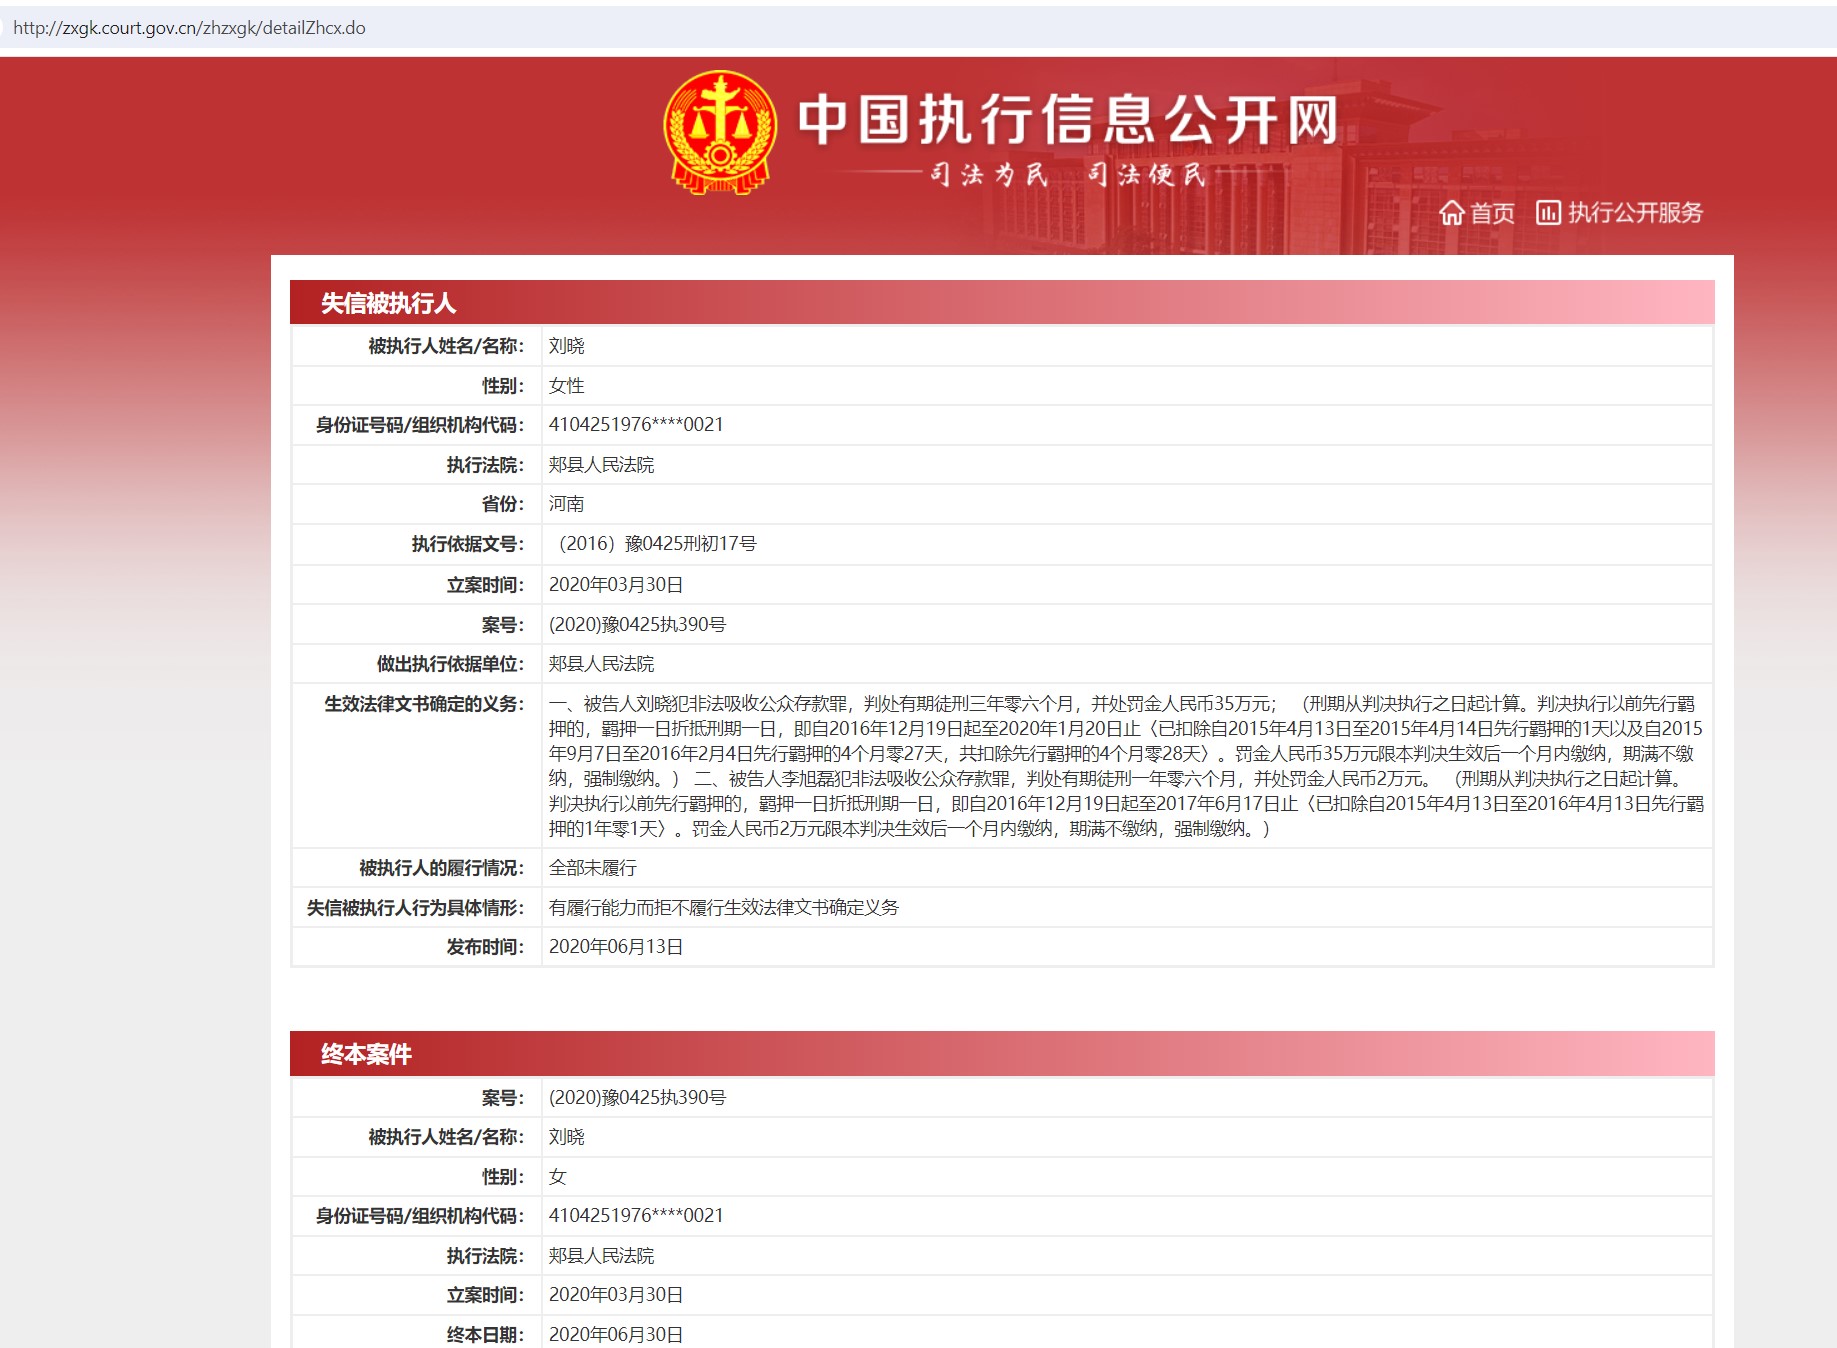 http://zxgk.court.gov.cn/zhzxgk/detailZhcx.do
中国执行信息公开网
司法为民 司法便民
首页 执行公开服务
失信被执行人
被执行人姓名/名称： 刘晓
性别： 女性
身份证号码/组织机构代码： 4104251976****0021
执行法院： 郏县人民法院
省份： 河南
执行依据文号： （2016）豫0425刑初17号
立案时间： 2020年03月30日
案号： (2020)豫0425执390号
做出执行依据单位： 郏县人民法院
生效法律文书确定的义务： 一、被告人刘晓犯非法吸收公众存款罪，判处有期徒刑三年零六个月，并处罚金人民币35万元； （刑期从判决执行之日起计算。判决执行以前先行羁
押的，羁押一日折抵刑期一日，即自2016年12月19日起至2020年1月20日止〈已扣除自2015年4月13日至2015年4月14日先行羁押的1天以及自2015
年9月7日至2016年2月4日先行羁押的4个月零27天，共扣除先行羁押的4个月零28天〉。罚金人民币35万元限本判决生效后一个月内缴纳，期满不缴
纳，强制缴纳。） 二、被告人李旭磊犯非法吸收公众存款罪，判处有期徒刑一年零六个月，并处罚金人民币2万元。 （刑期从判决执行之日起计算。
判决执行以前先行羁押的，羁押一日折抵刑期一日，即自2016年12月19日起至2017年6月17日止〈已扣除自2015年4月13日至2016年4月13日先行羁
押的1年零1天〉。罚金人民币2万元限本判决生效后一个月内缴纳，期满不缴纳，强制缴纳。）
被执行人的履行情况： 全部未履行
失信被执行人行为具体情形： 有履行能力而拒不履行生效法律文书确定义务
发布时间： 2020年06月13日
终本案件
案号： (2020)豫0425执390号
被执行人姓名/名称： 刘晓
性别： 女
身份证号码/组织机构代码： 4104251976****0021
执行法院： 郏县人民法院
立案时间： 2020年03月30日
终本日期： 2020年06月30日